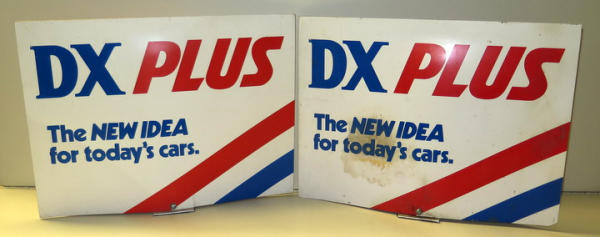 DX PLUS
The NEW IDEA
for today's cars.
DX PLUS
The NEW IDEA
for today's cars.